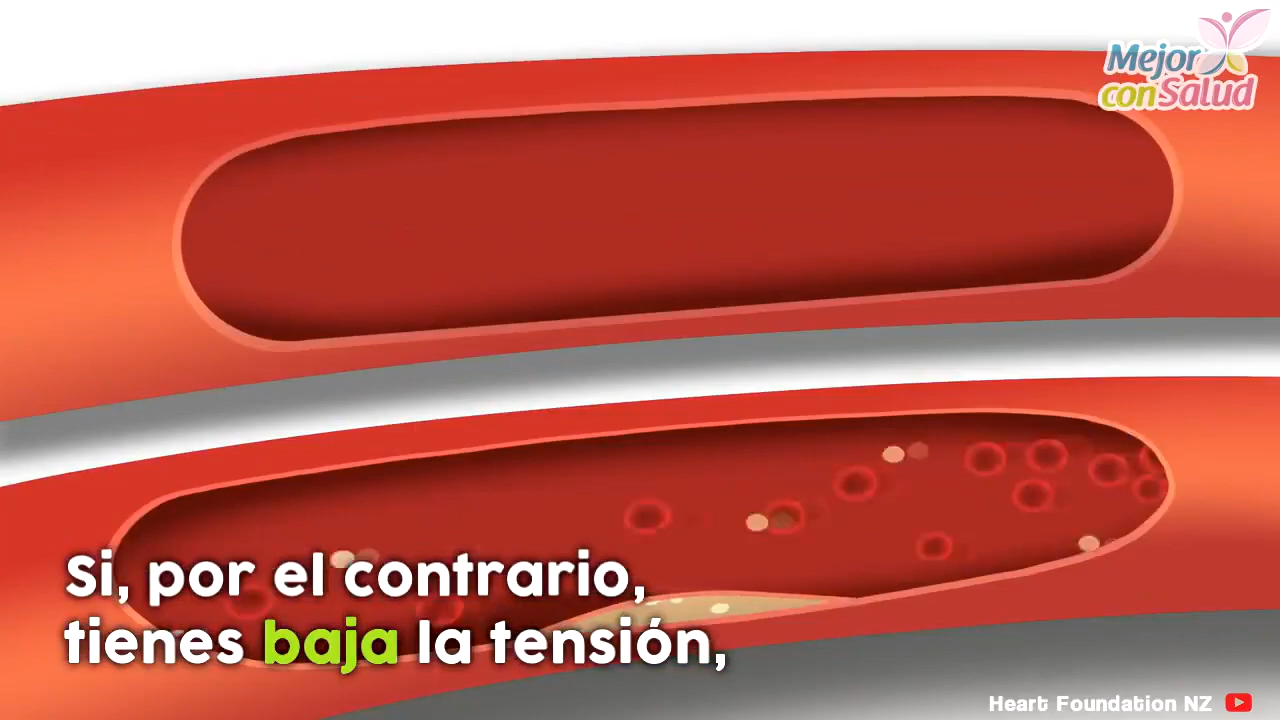 Mejor
conSalud
Si, por el contrario,
tienes baja la tensión,
Heart Foundation NZ